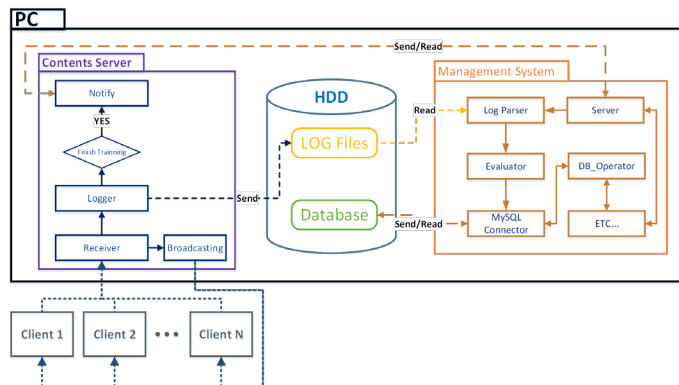 PC
Send/Read
Contents Server
Notify
YES
Finish Trainning
Logger
Receiver
Broadcasting
Send
HDD
LOG Files
Database
Read
Send/Read
Management System
Log Parser
Server
Evaluator
DB_Operator
MySQL
Connector
ETC...
Client 1
Client 2
Client N